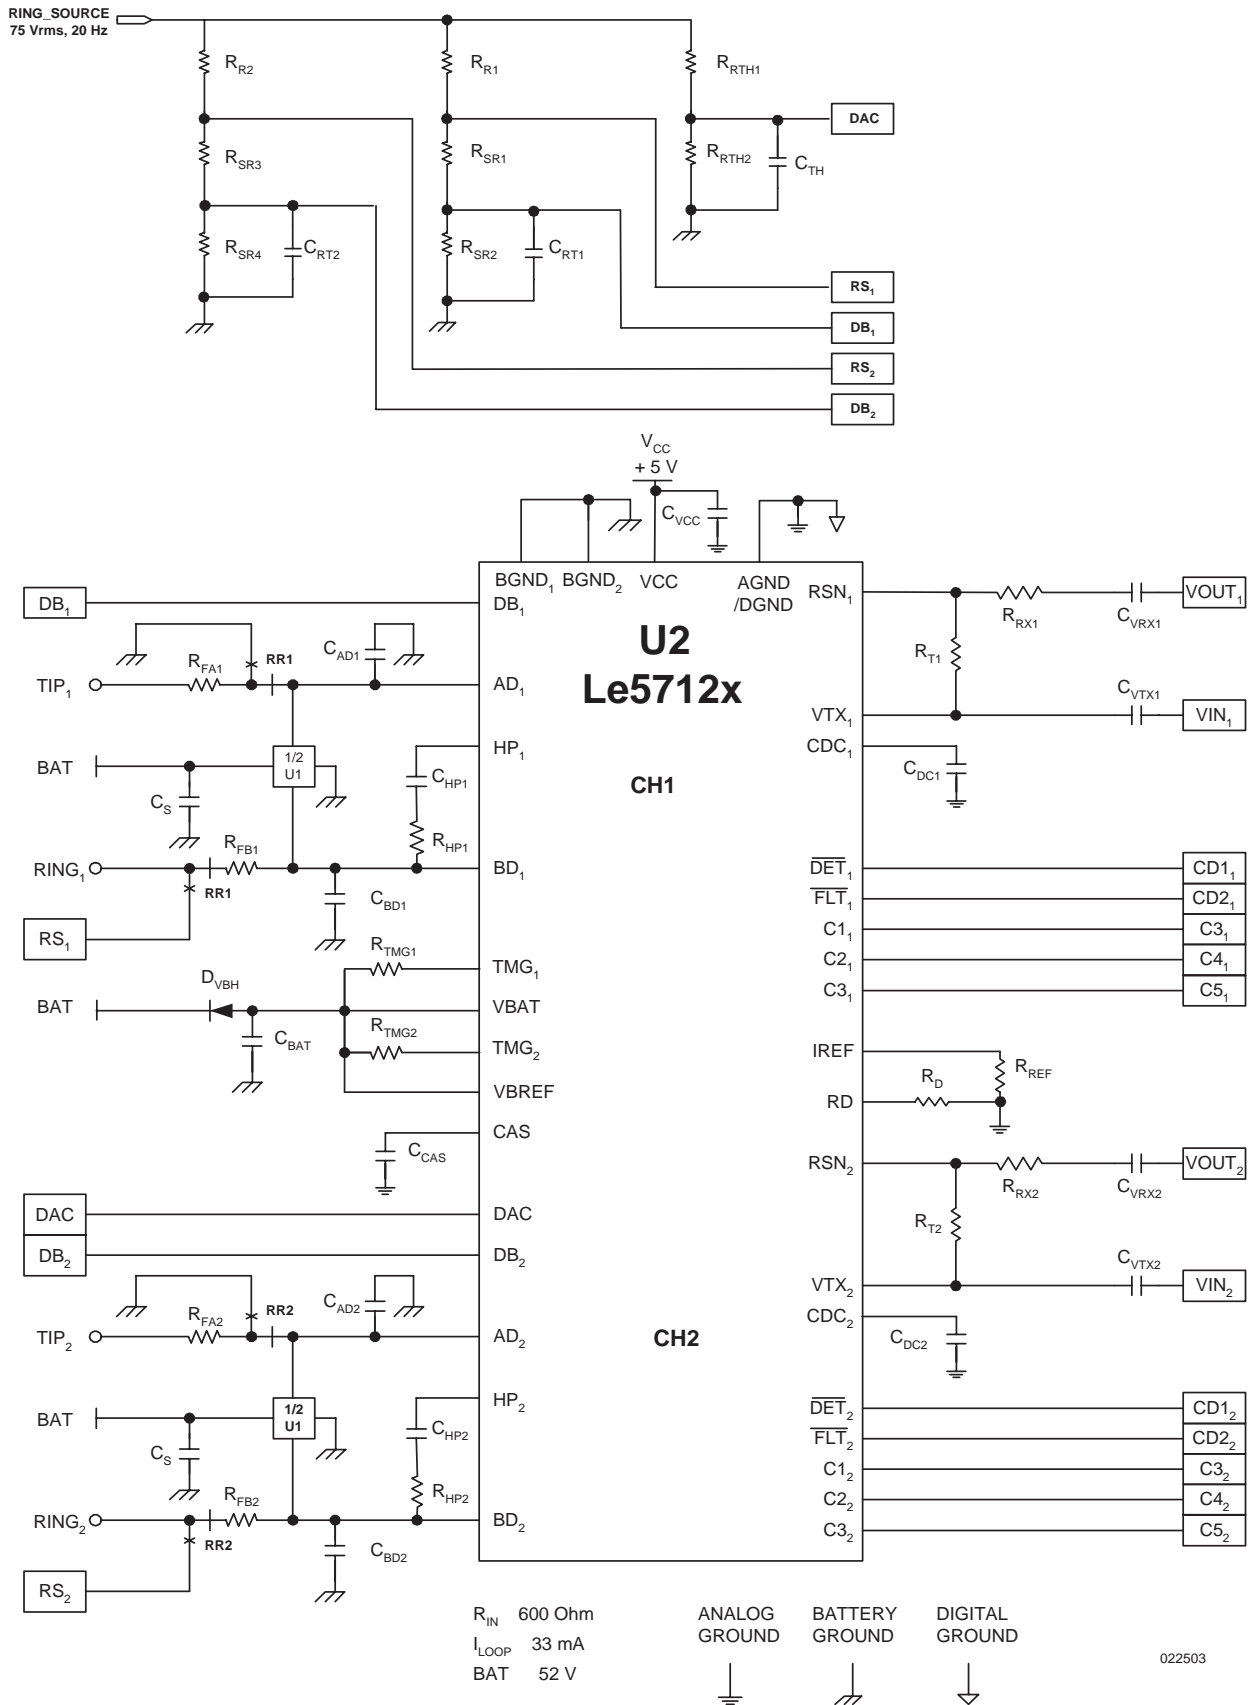 RING_SOURCE
75 Vrms, 20 Hz
R_R2
R_R1
R_RTH1
DAC
R_SR3
R_SR1
R_RTH2
C_TH
R_SR4
C_RT2
R_SR2
C_RT1
RS_1
DB_1
RS_2
DB_2
V_CC
+ 5 V
C_VCC
BGND_1
BGND_2
VCC
AGND
/DGND
U2
Le5712x
CH1
CH2
DB_1
DB_1
R_FA1
RR1
C_AD1
TIP_1
AD_1
HP_1
BAT
1/2
U1
C_HP1
C_S
R_FB1
R_HP1
RING_1
RR1
BD_1
C_BD1
RS_1
R_TMG1
TMG_1
D_VBH
BAT
VBAT
C_BAT
R_TMG2
TMG_2
VBREF
CAS
C_CAS
DAC
DAC
DB_2
DB_2
R_FA2
RR2
C_AD2
TIP_2
AD_2
HP_2
BAT
1/2
U1
C_HP2
C_S
R_FB2
R_HP2
RING_2
RR2
BD_2
C_BD2
RS_2
RSN_1
R_RX1
C_VRX1
VOUT_1
R_T1
C_VTX1
VTX_1
VIN_1
CDC_1
C_DC1
DET_1
CD1_1
FLT_1
CD2_1
C1_1
C3_1
C2_1
C4_1
C3_1
C5_1
IREF
R_REF
R_D
RD
RSN_2
R_RX2
C_VRX2
VOUT_2
R_T2
C_VTX2
VTX_2
VIN_2
CDC_2
C_DC2
DET_2
CD1_2
FLT_2
CD2_2
C1_2
C3_2
C2_2
C4_2
C3_2
C5_2
R_IN 600 Ohm
I_LOOP 33 mA
BAT 52 V
ANALOG
GROUND
BATTERY
GROUND
DIGITAL
GROUND
022503